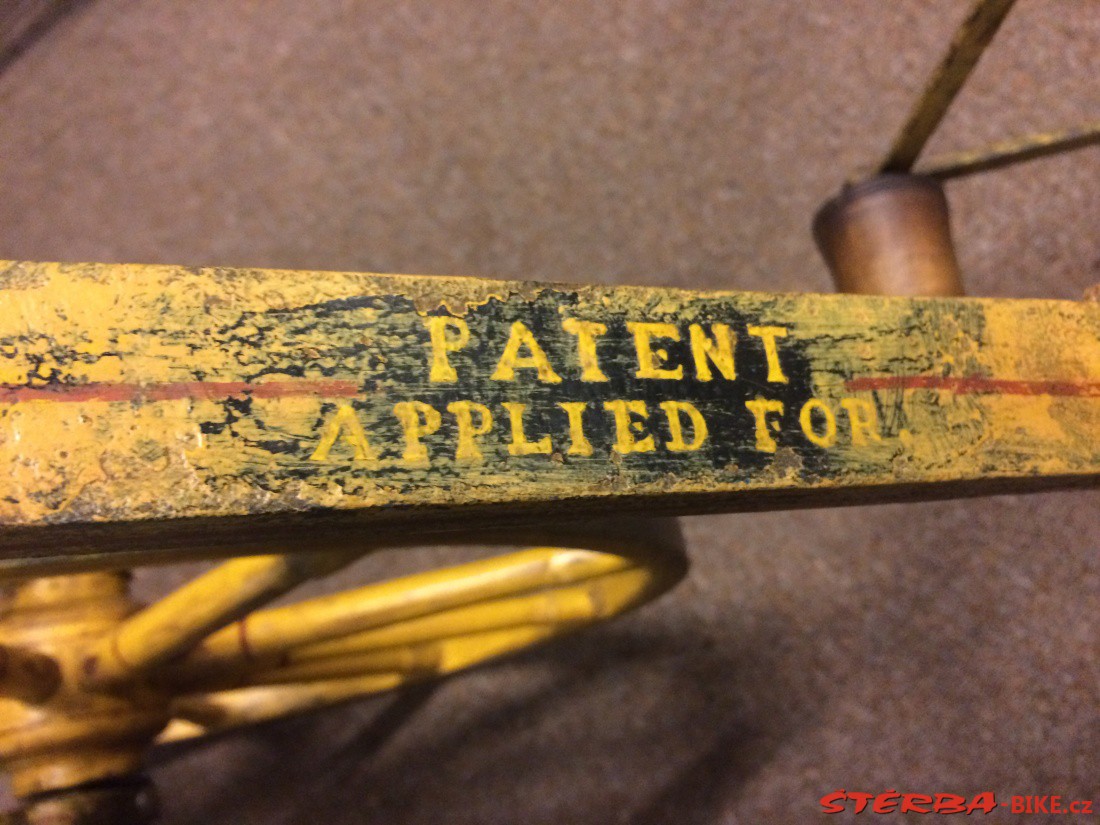 PATENT
APPLIED FOR.
ŠTĚRBA-BIKE.cz